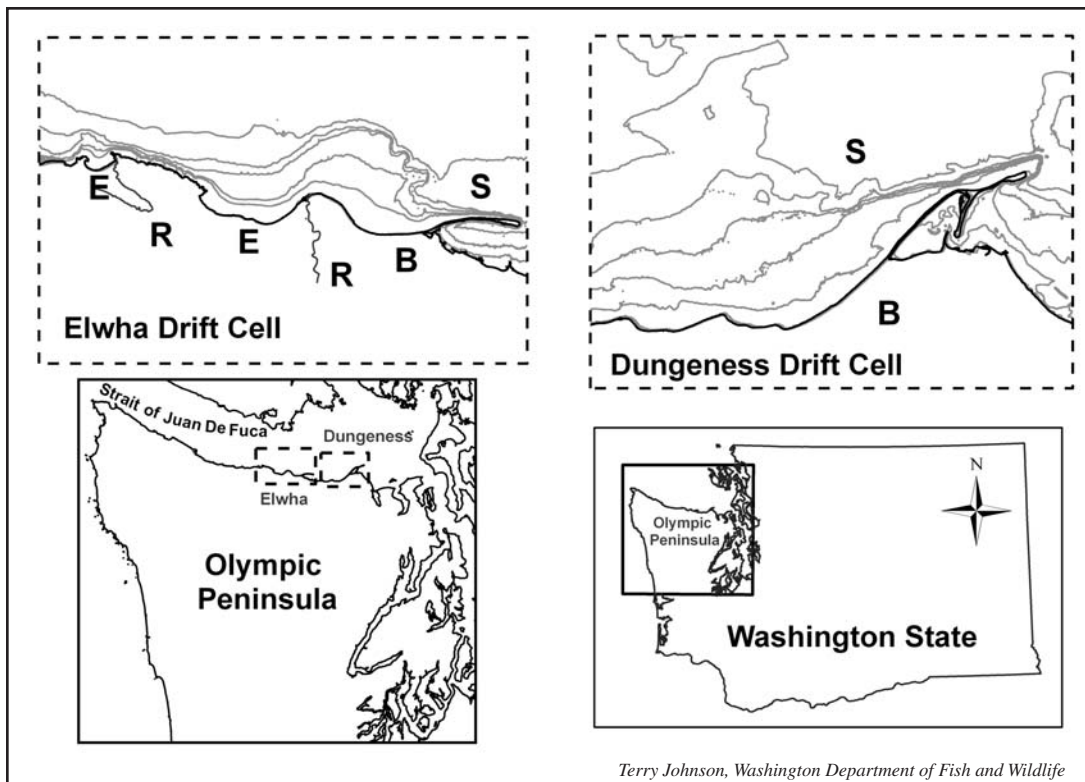 E
R
E
R
B
S
Elwha Drift Cell
S
B
Dungeness Drift Cell
Strait of Juan De Fuca
Dungeness
Elwha
Olympic
Peninsula
N
Olympic
Peninsula
Washington State
Terry Johnson, Washington Department of Fish and Wildlife